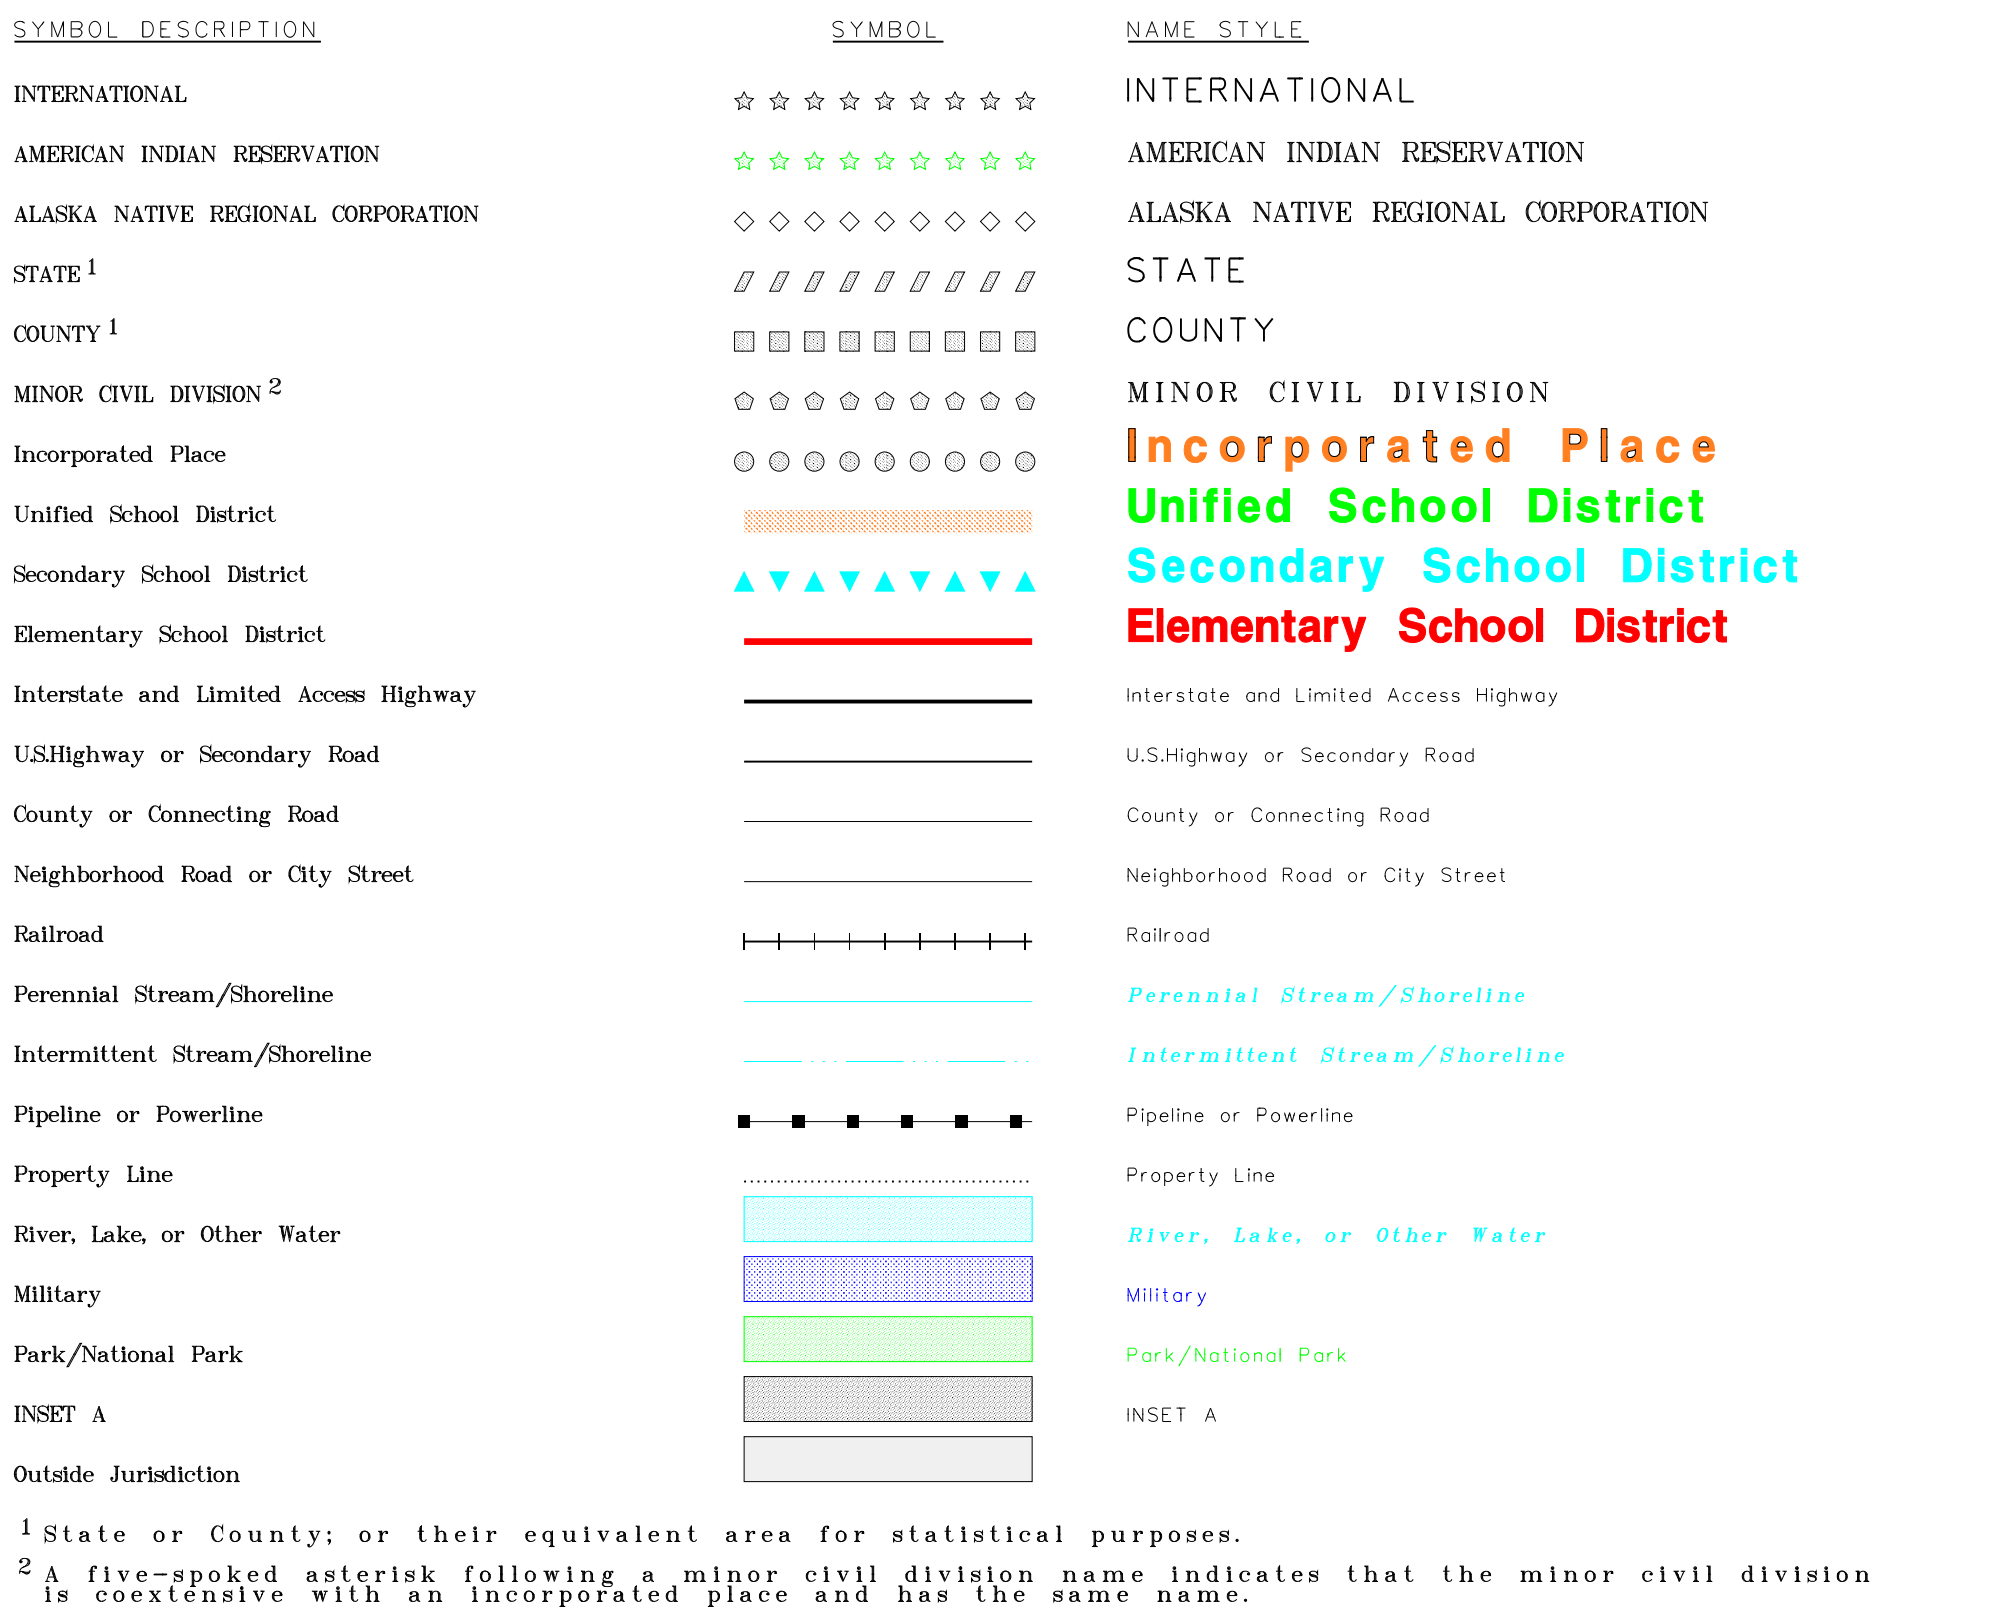 SYMBOL DESCRIPTION SYMBOL NAME STYLE
INTERNATIONAL INTERNATIONAL
AMERICAN INDIAN RESERVATION AMERICAN INDIAN RESERVATION
ALASKA NATIVE REGIONAL CORPORATION ALASKA NATIVE REGIONAL CORPORATION
STATE 1 STATE
COUNTY 1 COUNTY
MINOR CIVIL DIVISION 2 MINOR CIVIL DIVISION
Incorporated Place Incorporated Place
Unified School District Unified School District
Secondary School District Secondary School District
Elementary School District Elementary School District
Interstate and Limited Access Highway Interstate and Limited Access Highway
U.S.Highway or Secondary Road U.S.Highway or Secondary Road
County or Connecting Road County or Connecting Road
Neighborhood Road or City Street Neighborhood Road or City Street
Railroad Railroad
Perennial Stream/Shoreline Perennial Stream/Shoreline
Intermittent Stream/Shoreline Intermittent Stream/Shoreline
Pipeline or Powerline Pipeline or Powerline
Property Line Property Line
River, Lake, or Other Water River, Lake, or Other Water
Military Military
Park/National Park Park/National Park
INSET A INSET A
Outside Jurisdiction
1 State or County; or their equivalent area for statistical purposes.
2 A five-spoked asterisk following a minor civil division name indicates that the minor civil division
is coextensive with an incorporated place and has the same name.